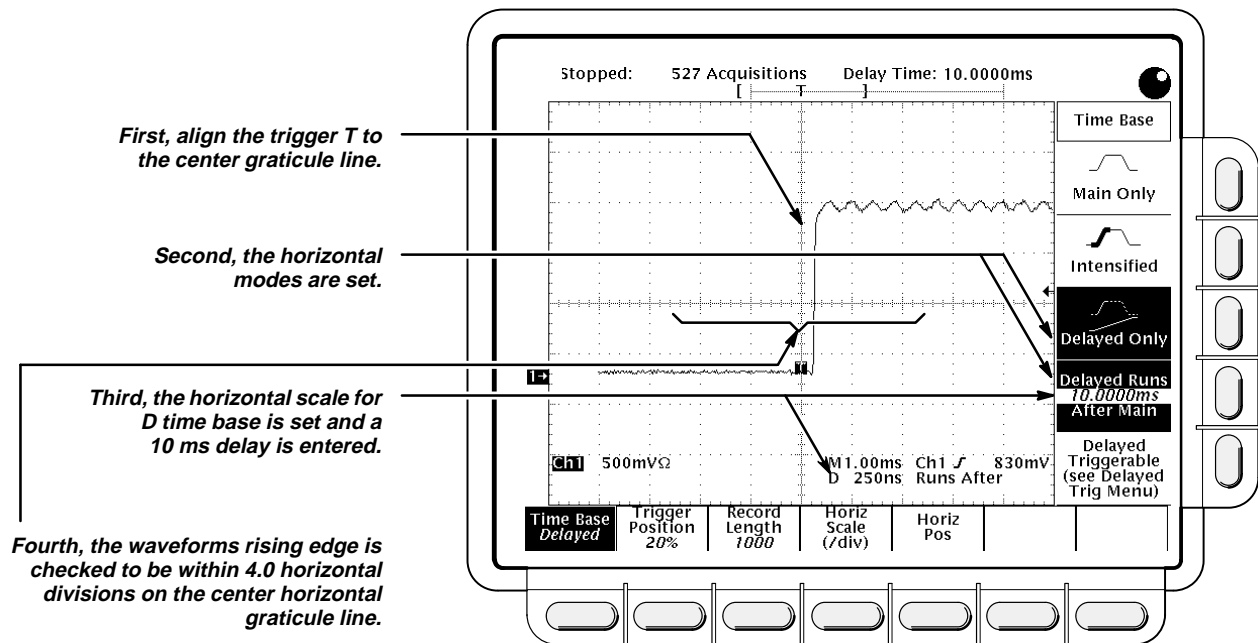 Stopped: 527 Acquisitions Delay Time: 10.0000ms
[ T ]
First, align the trigger T to
the center graticule line.
Second, the horizontal
modes are set.
Third, the horizontal scale for
D time base is set and a
10 ms delay is entered.
Fourth, the waveforms rising edge is
checked to be within 4.0 horizontal
divisions on the center horizontal
graticule line.
1→
T
Ch1 500mVΩ M1.00ms Ch1 ʃ 830mV
D 250ns Runs After
Time Base
Main Only
Intensified
Delayed Only
Delayed Runs
10.0000ms
After Main
Delayed
Triggerable
(see Delayed
Trig Menu)
Time Base
Delayed
Trigger
Position
20%
Record
Length
1000
Horiz
Scale
(/div)
Horiz
Pos